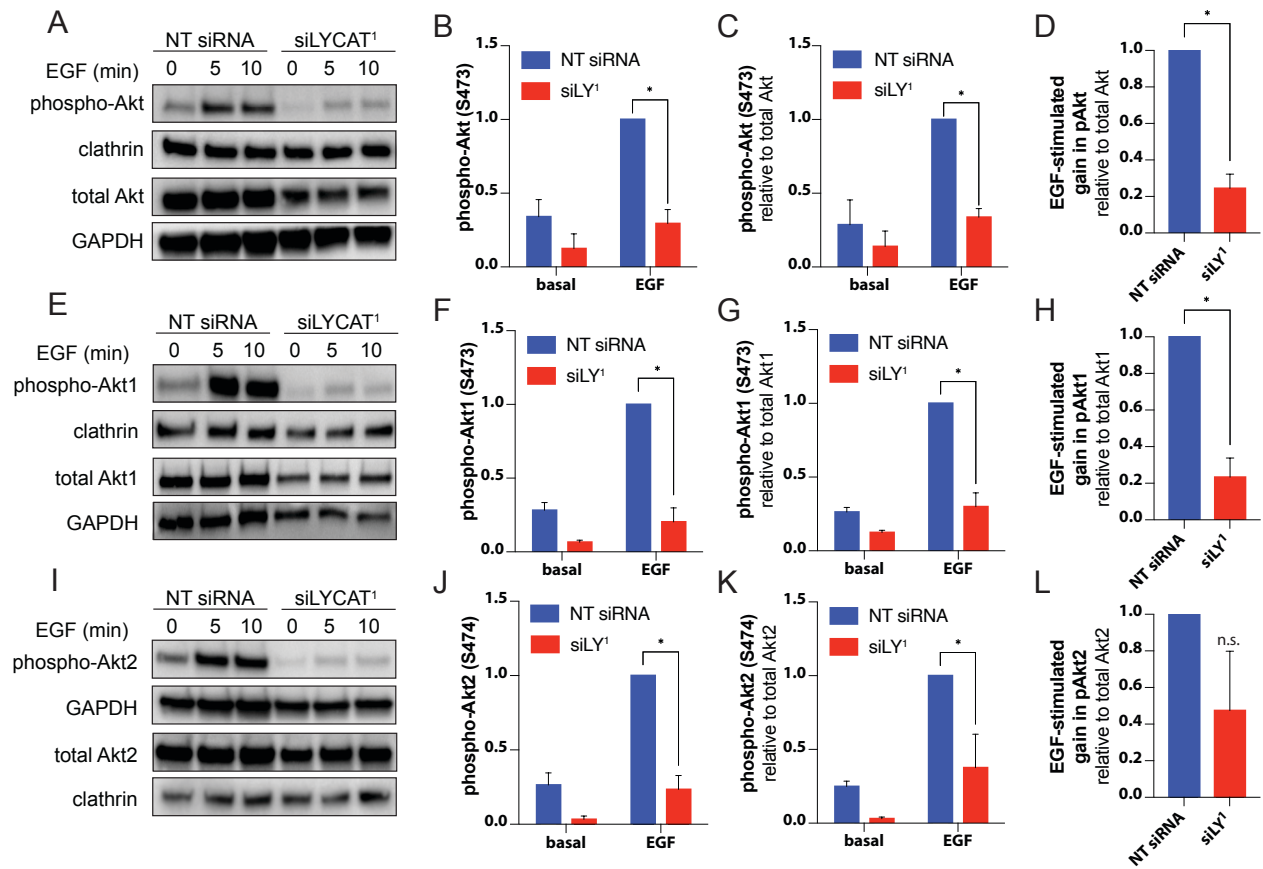 A
NT siRNA siLYCAT¹
EGF (min) 0 5 10 0 5 10
phospho-Akt
clathrin
total Akt
GAPDH
B
phospho-Akt (S473)
1.5
1.0
0.5
0.0
NT siRNA
siLY¹
*
basal EGF
C
phospho-Akt (S473)
relative to total Akt
1.5
1.0
0.5
0.0
*
basal EGF
D
EGF-stimulated
gain in pAkt
relative to total Akt
1.0
0.8
0.6
0.4
0.2
0.0
*
NT siRNA siLY¹
E
NT siRNA siLYCAT¹
EGF (min) 0 5 10 0 5 10
phospho-Akt1
clathrin
total Akt1
GAPDH
F
phospho-Akt1 (S473)
1.5
1.0
0.5
0.0
NT siRNA
siLY¹
*
basal EGF
G
phospho-Akt1 (S473)
relative to total Akt1
1.5
1.0
0.5
0.0
NT siRNA
siLY¹
*
basal EGF
H
EGF-stimulated
gain in pAkt1
relative to total Akt1
1.0
0.8
0.6
0.4
0.2
0.0
*
NT siRNA siLY¹
I
NT siRNA siLYCAT¹
EGF (min) 0 5 10 0 5 10
phospho-Akt2
GAPDH
total Akt2
clathrin
J
phospho-Akt2 (S474)
1.5
1.0
0.5
0.0
NT siRNA
siLY¹
*
basal EGF
K
phospho-Akt2 (S474)
relative to total Akt2
1.5
1.0
0.5
0.0
NT siRNA
siLY¹
*
basal EGF
L
EGF-stimulated
gain in pAkt2
relative to total Akt2
1.0
0.8
0.6
0.4
0.2
0.0
n.s.
NT siRNA siLY¹